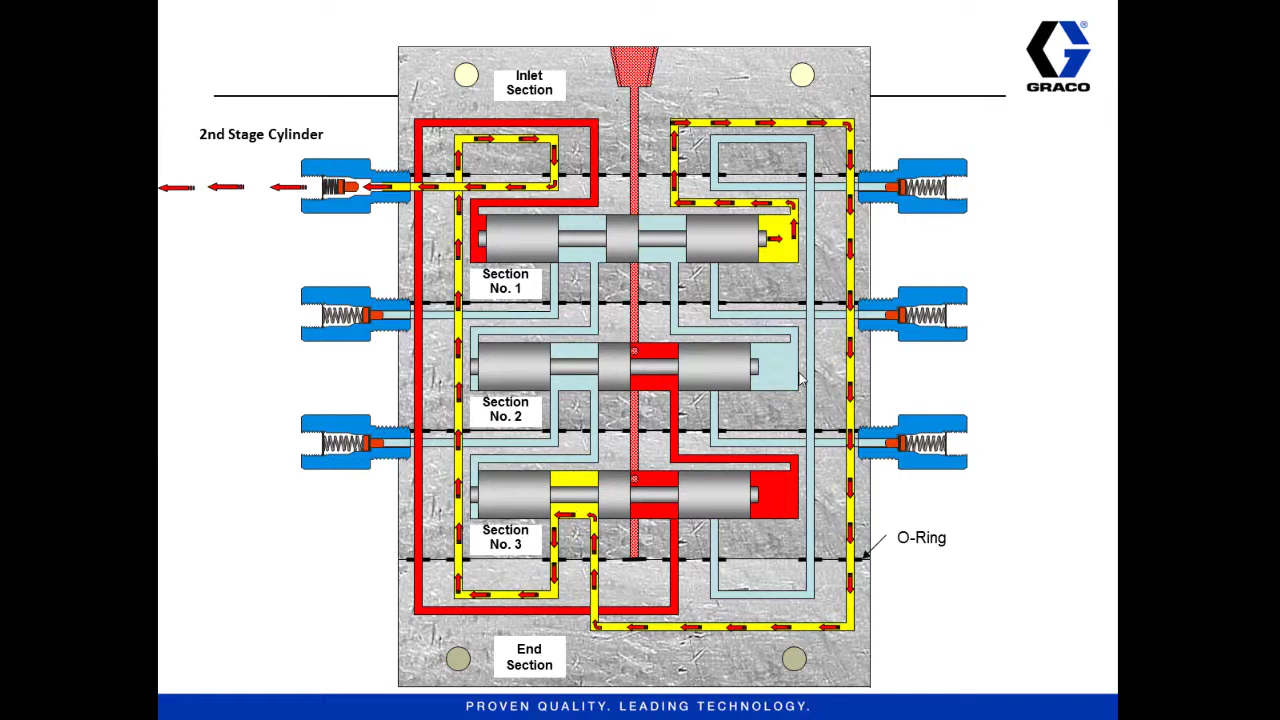 Inlet
Section
®
GRACO
2nd Stage Cylinder
Section
No. 1
Section
No. 2
Section
No. 3
O-Ring
End
Section
PROVEN QUALITY. LEADING TECHNOLOGY.